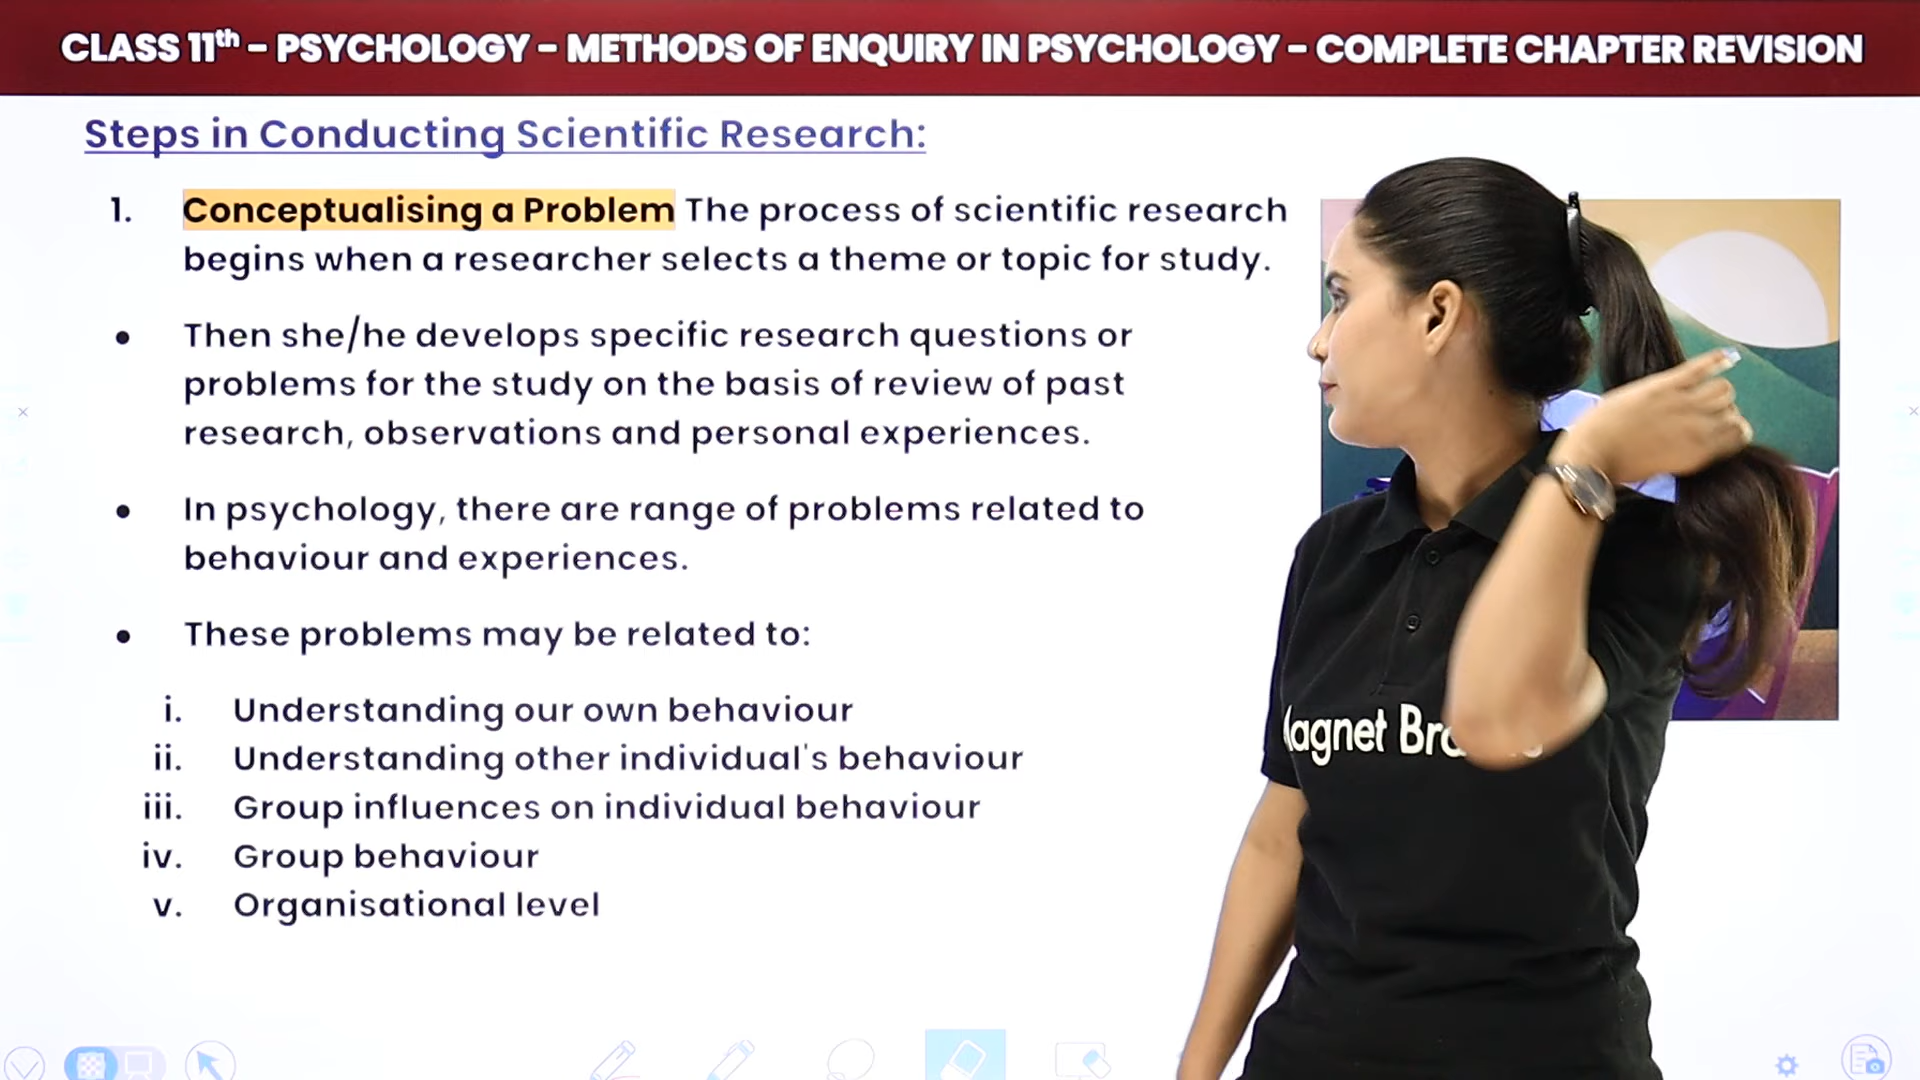 CLASS 11th – PSYCHOLOGY – METHODS OF ENQUIRY IN PSYCHOLOGY – COMPLETE CHAPTER REVISION
Steps in Conducting Scientific Research:
1. Conceptualising a Problem The process of scientific research
begins when a researcher selects a theme or topic for study.
• Then she/he develops specific research questions or
problems for the study on the basis of review of past
research, observations and personal experiences.
• In psychology, there are range of problems related to
behaviour and experiences.
• These problems may be related to:
i. Understanding our own behaviour
ii. Understanding other individual's behaviour
iii. Group influences on individual behaviour
iv. Group behaviour
v. Organisational level